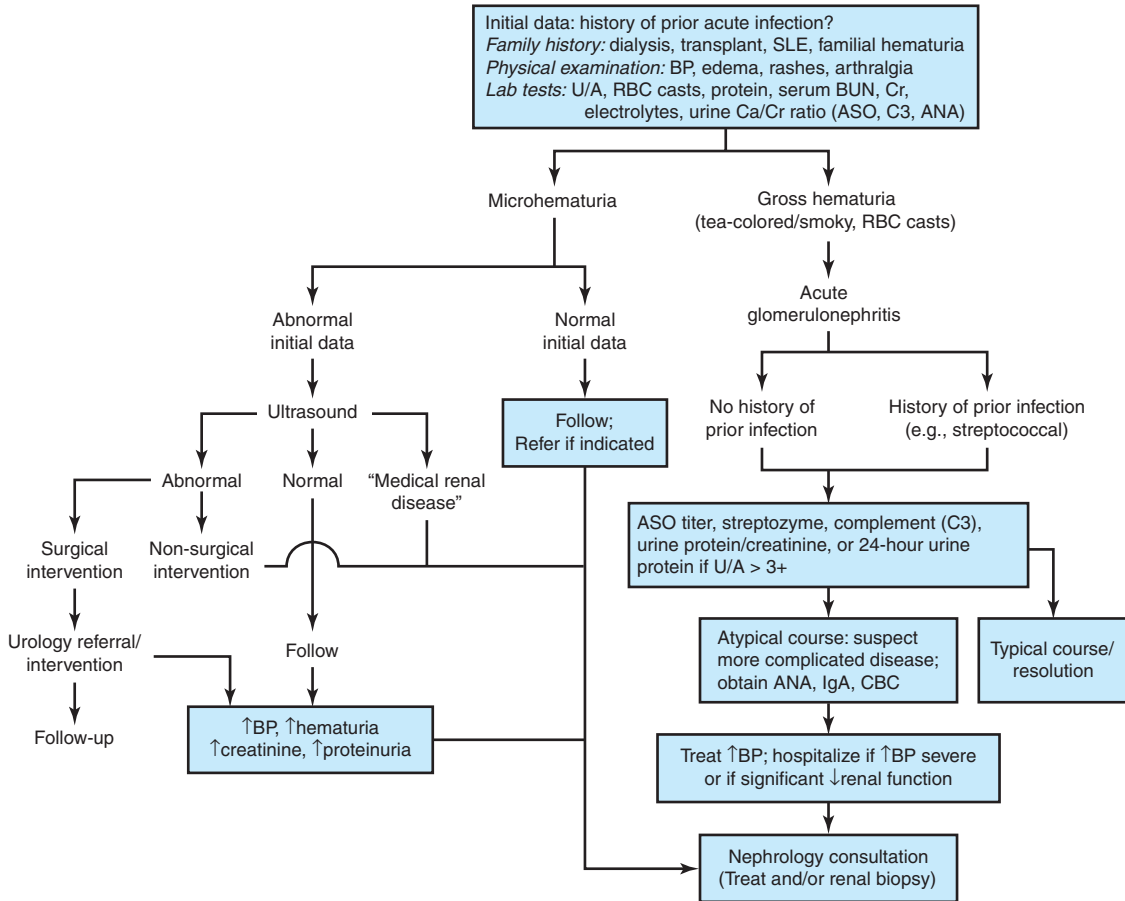 Initial data: history of prior acute infection?
Family history: dialysis, transplant, SLE, familial hematuria
Physical examination: BP, edema, rashes, arthralgia
Lab tests: U/A, RBC casts, protein, serum BUN, Cr,
electrolytes, urine Ca/Cr ratio (ASO, C3, ANA)
Microhematuria
Gross hematuria
(tea-colored/smoky, RBC casts)
Abnormal
initial data
Normal
initial data
Acute
glomerulonephritis
Ultrasound
Follow;
Refer if indicated
No history of
prior infection
History of prior infection
(e.g., streptococcal)
Abnormal
Normal
“Medical renal
disease”
Surgical
intervention
Non-surgical
intervention
ASO titer, streptozyme, complement (C3),
urine protein/creatinine, or 24-hour urine
protein if U/A > 3+
Urology referral/
intervention
Follow
Atypical course: suspect
more complicated disease;
obtain ANA, IgA, CBC
Typical course/
resolution
Follow-up
↑BP, ↑hematuria
↑creatinine, ↑proteinuria
Treat ↑BP; hospitalize if ↑BP severe
or if significant ↓renal function
Nephrology consultation
(Treat and/or renal biopsy)